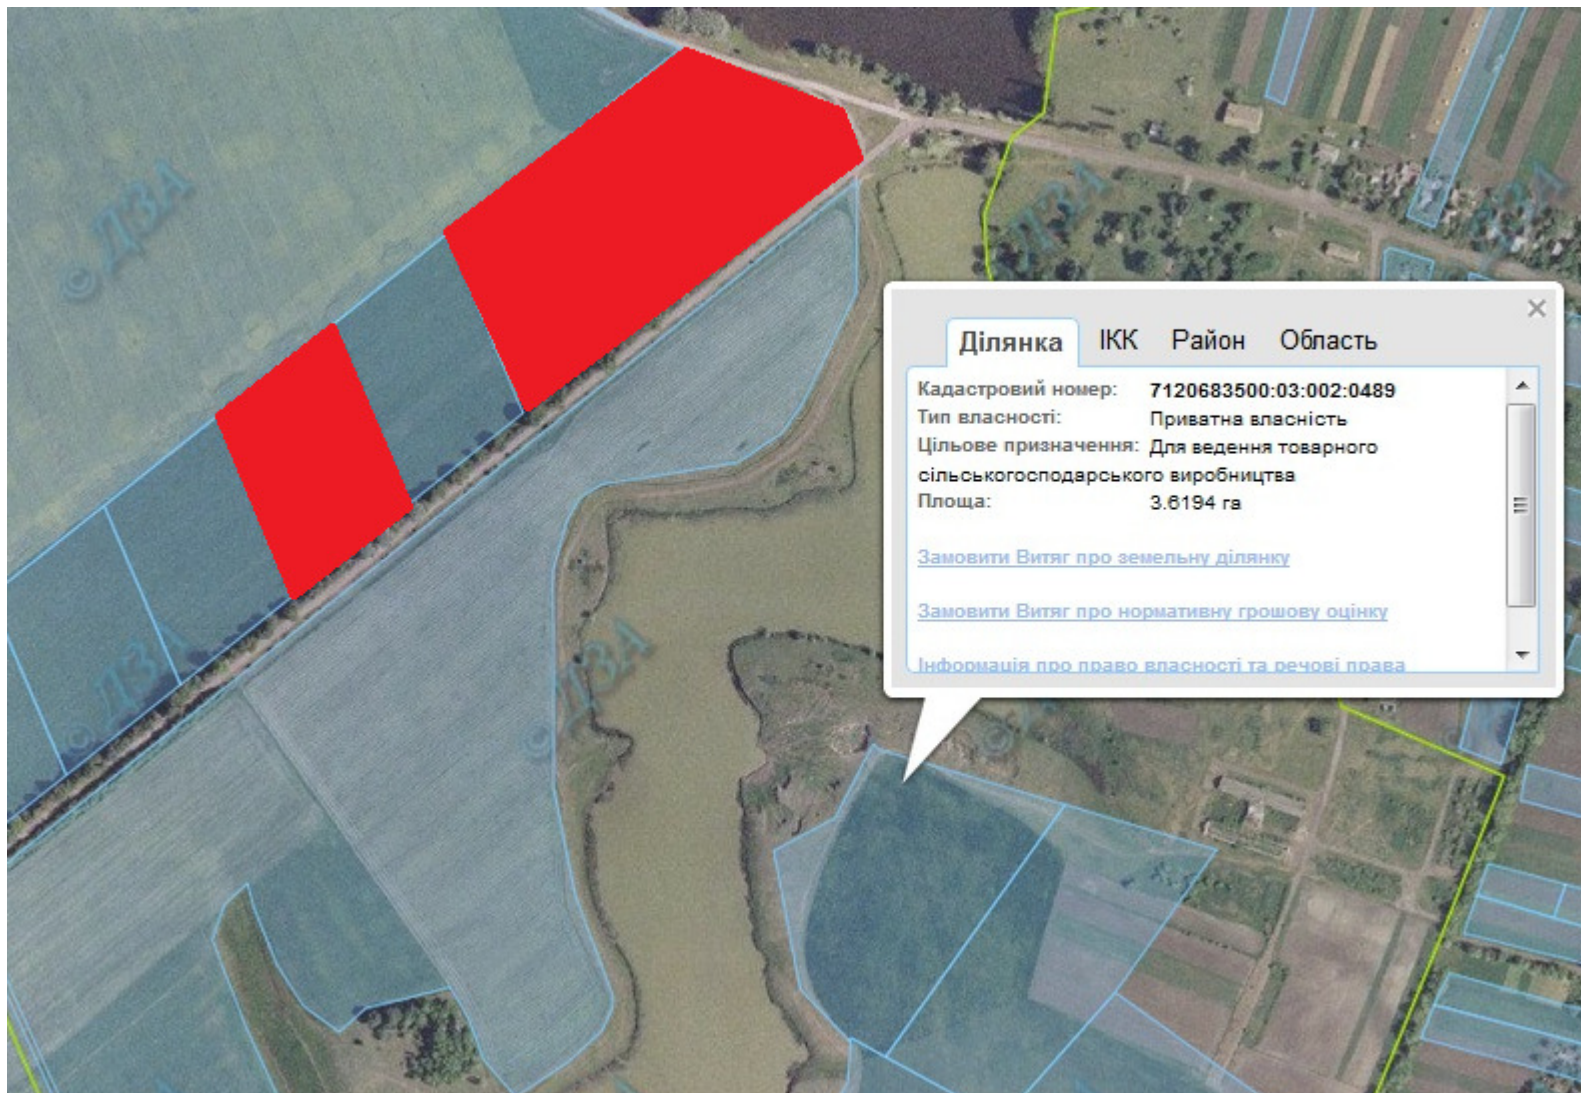 © ДЗА
ДЗА
ДЗА
Ділянка ІКК Район Область
Кадастровий номер: 7120683500:03:002:0489
Тип власності: Приватна власність
Цільове призначення: Для ведення товарного
сільськогосподарського виробництва
Площа: 3.6194 га
Замовити Витяг про земельну ділянку
Замовити Витяг про нормативну грошову оцінку
Інформація про право власності та речові права
© ДЗА
© ДЗА